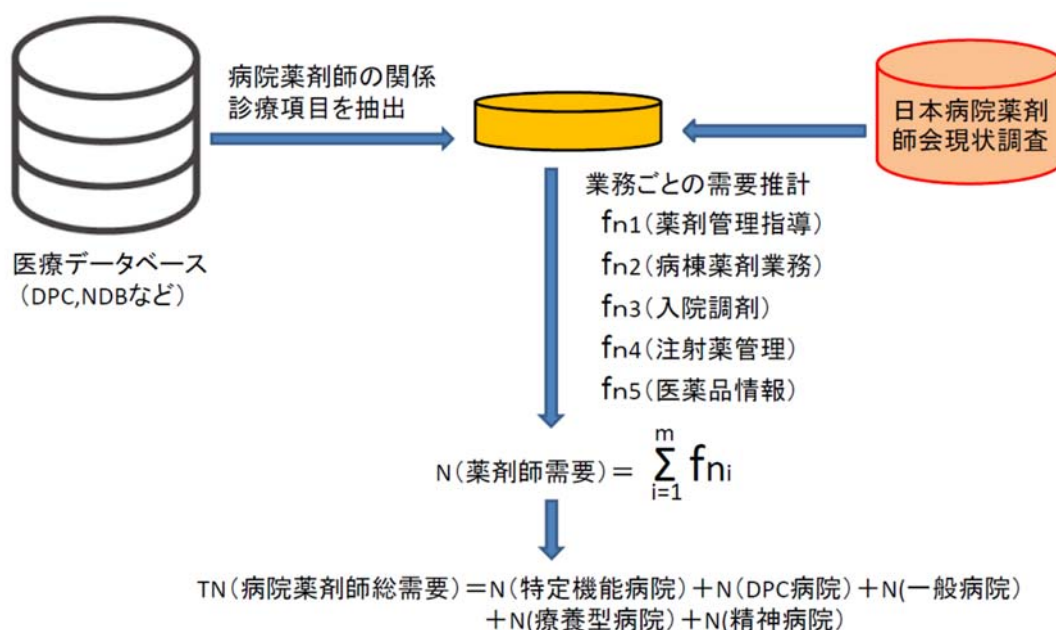 病院薬剤師の関係
診療項目を抽出
日本病院薬剤
師会現状調査
医療データベース
（DPC,NDBなど）
業務ごとの需要推計
fn1（薬剤管理指導）
fn2（病棟薬剤業務）
fn3（入院調剤）
fn4（注射薬管理）
fn5（医薬品情報）
N（薬剤師需要）＝ m Σ i=1 fni
TN（病院薬剤師総需要）＝N（特定機能病院）＋N（DPC病院）＋N(一般病院）
＋N(療養型病院）＋N(精神病院）